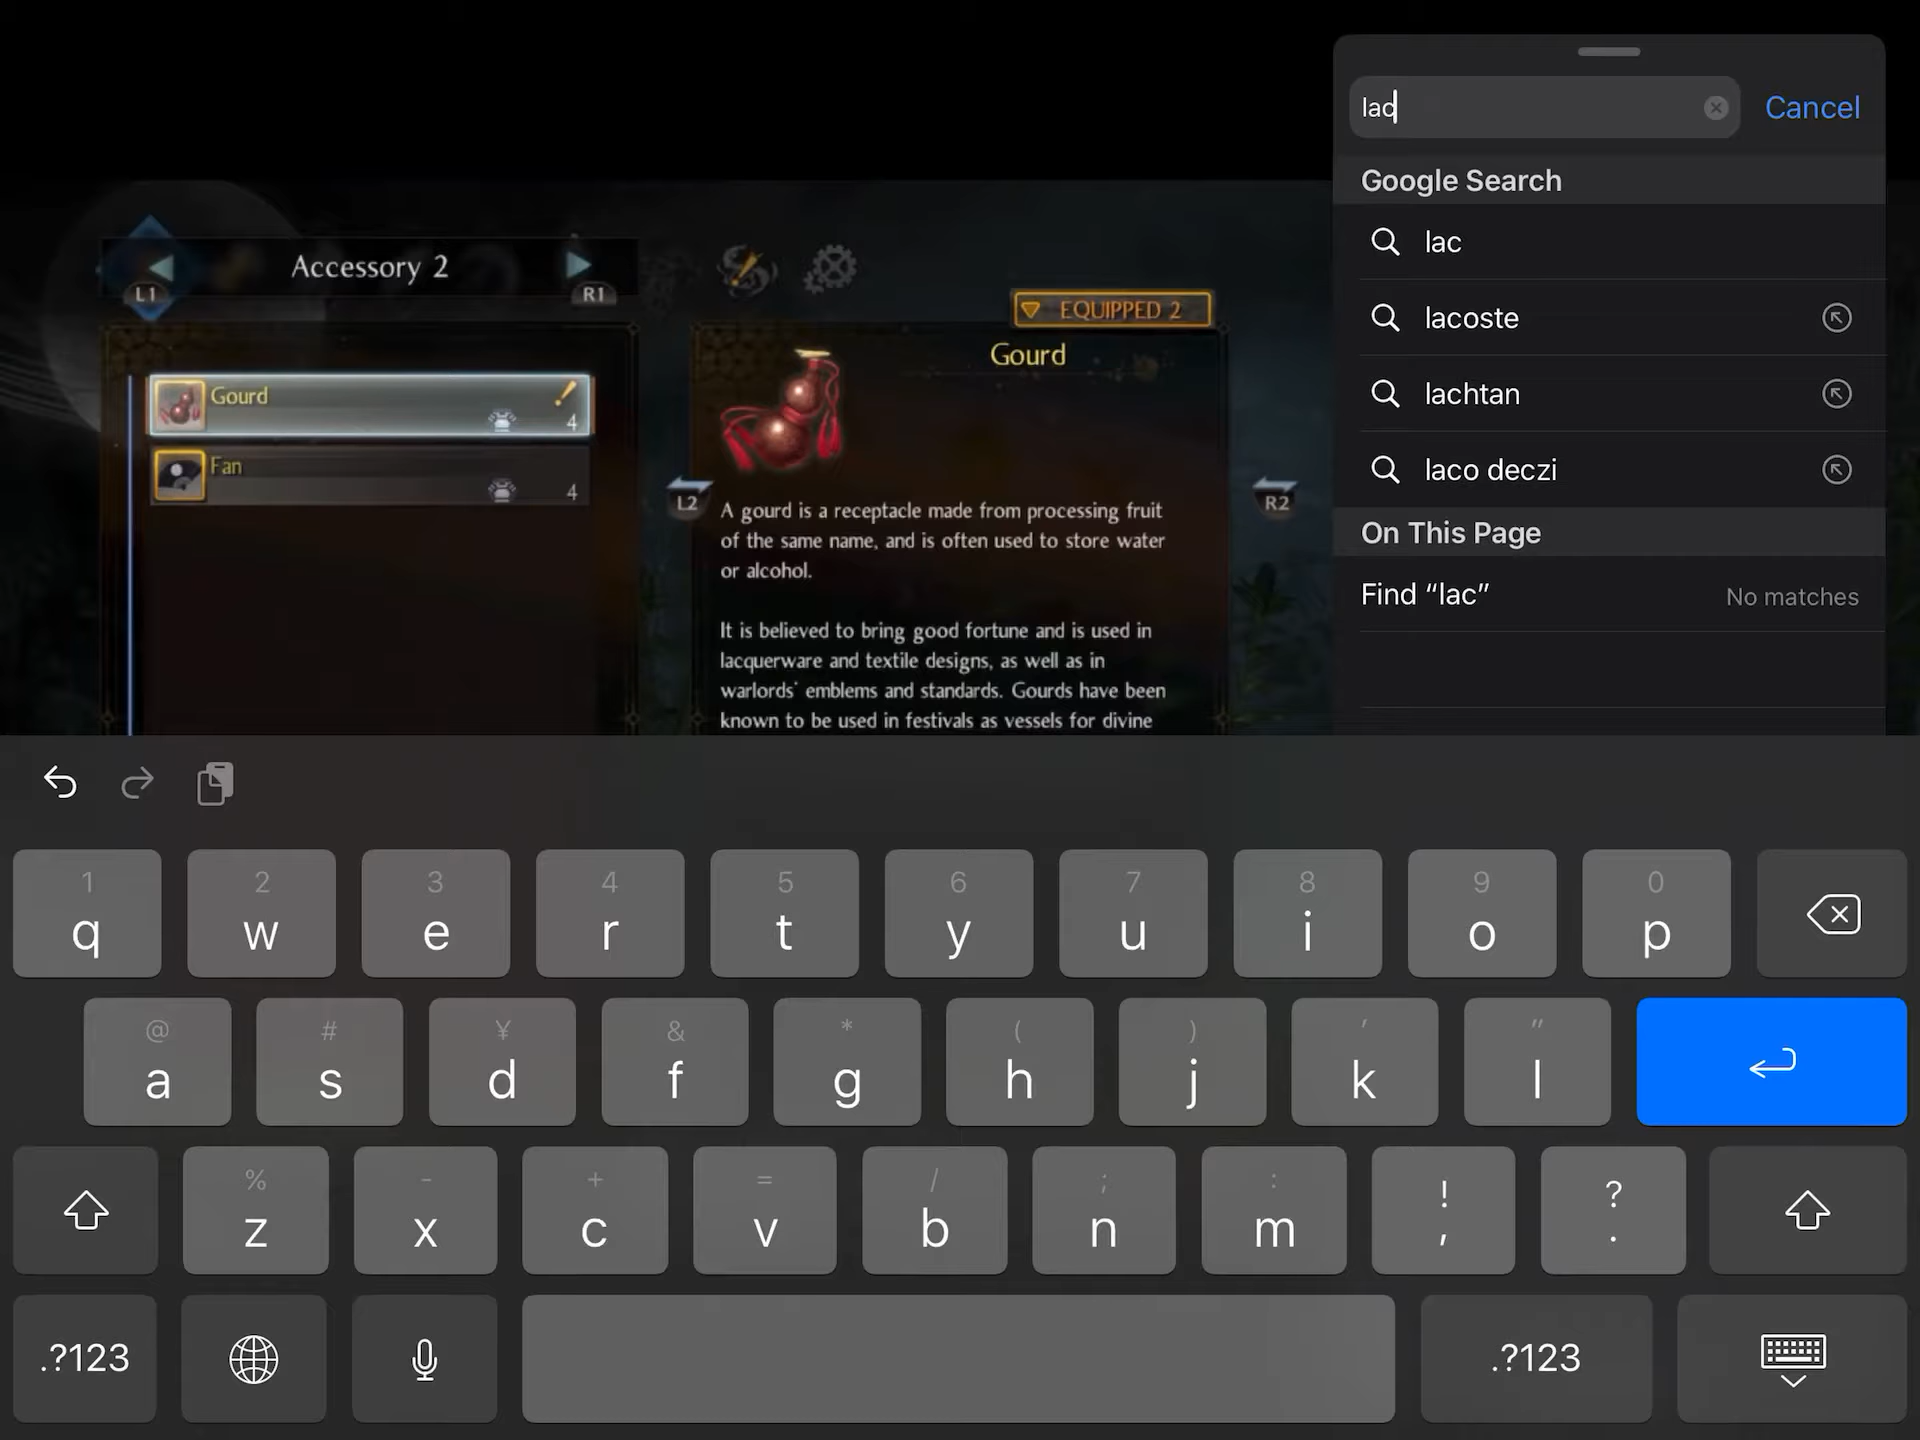 lac
Cancel
Google Search
lac
lacoste
lachtan
laco deczi
On This Page
Find “lac”
No matches
Accessory 2
L1
R1
Gourd
4
Fan
4
EQUIPPED 2
Gourd
L2
R2
A gourd is a receptacle made from processing fruit
of the same name, and is often used to store water
or alcohol.
It is believed to bring good fortune and is used in
lacquerware and textile designs, as well as in
warlords' emblems and standards. Gourds have been
known to be used in festivals as vessels for divine
1 2 3 4 5 6 7 8 9 0
q w e r t y u i o p
@ # ¥ & * ( ) ' "
a s d f g h j k l
% - + = / ; : ! ?
z x c v b n m , .
.?123
.?123